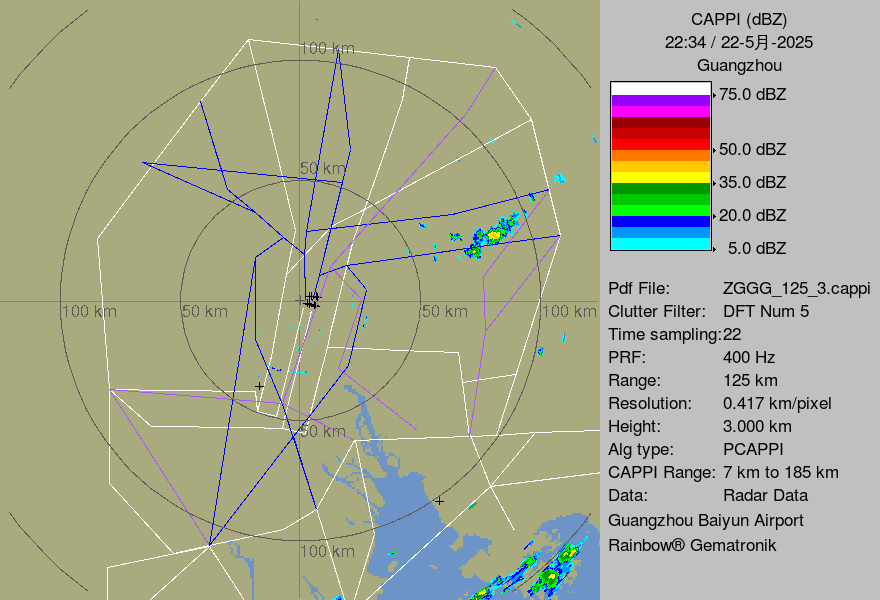 CAPPI (dBZ)
22:34 / 22-5月-2025
Guangzhou
75.0 dBZ
50.0 dBZ
35.0 dBZ
20.0 dBZ
5.0 dBZ
Pdf File: ZGGG_125_3.cappi
Clutter Filter: DFT Num 5
Time sampling:22
PRF: 400 Hz
Range: 125 km
Resolution: 0.417 km/pixel
Height: 3.000 km
Alg type: PCAPPI
CAPPI Range: 7 km to 185 km
Data: Radar Data
Guangzhou Baiyun Airport
Rainbow® Gematronik
100 km
50 km
100 km 50 km 50 km 100 km
50 km
100 km